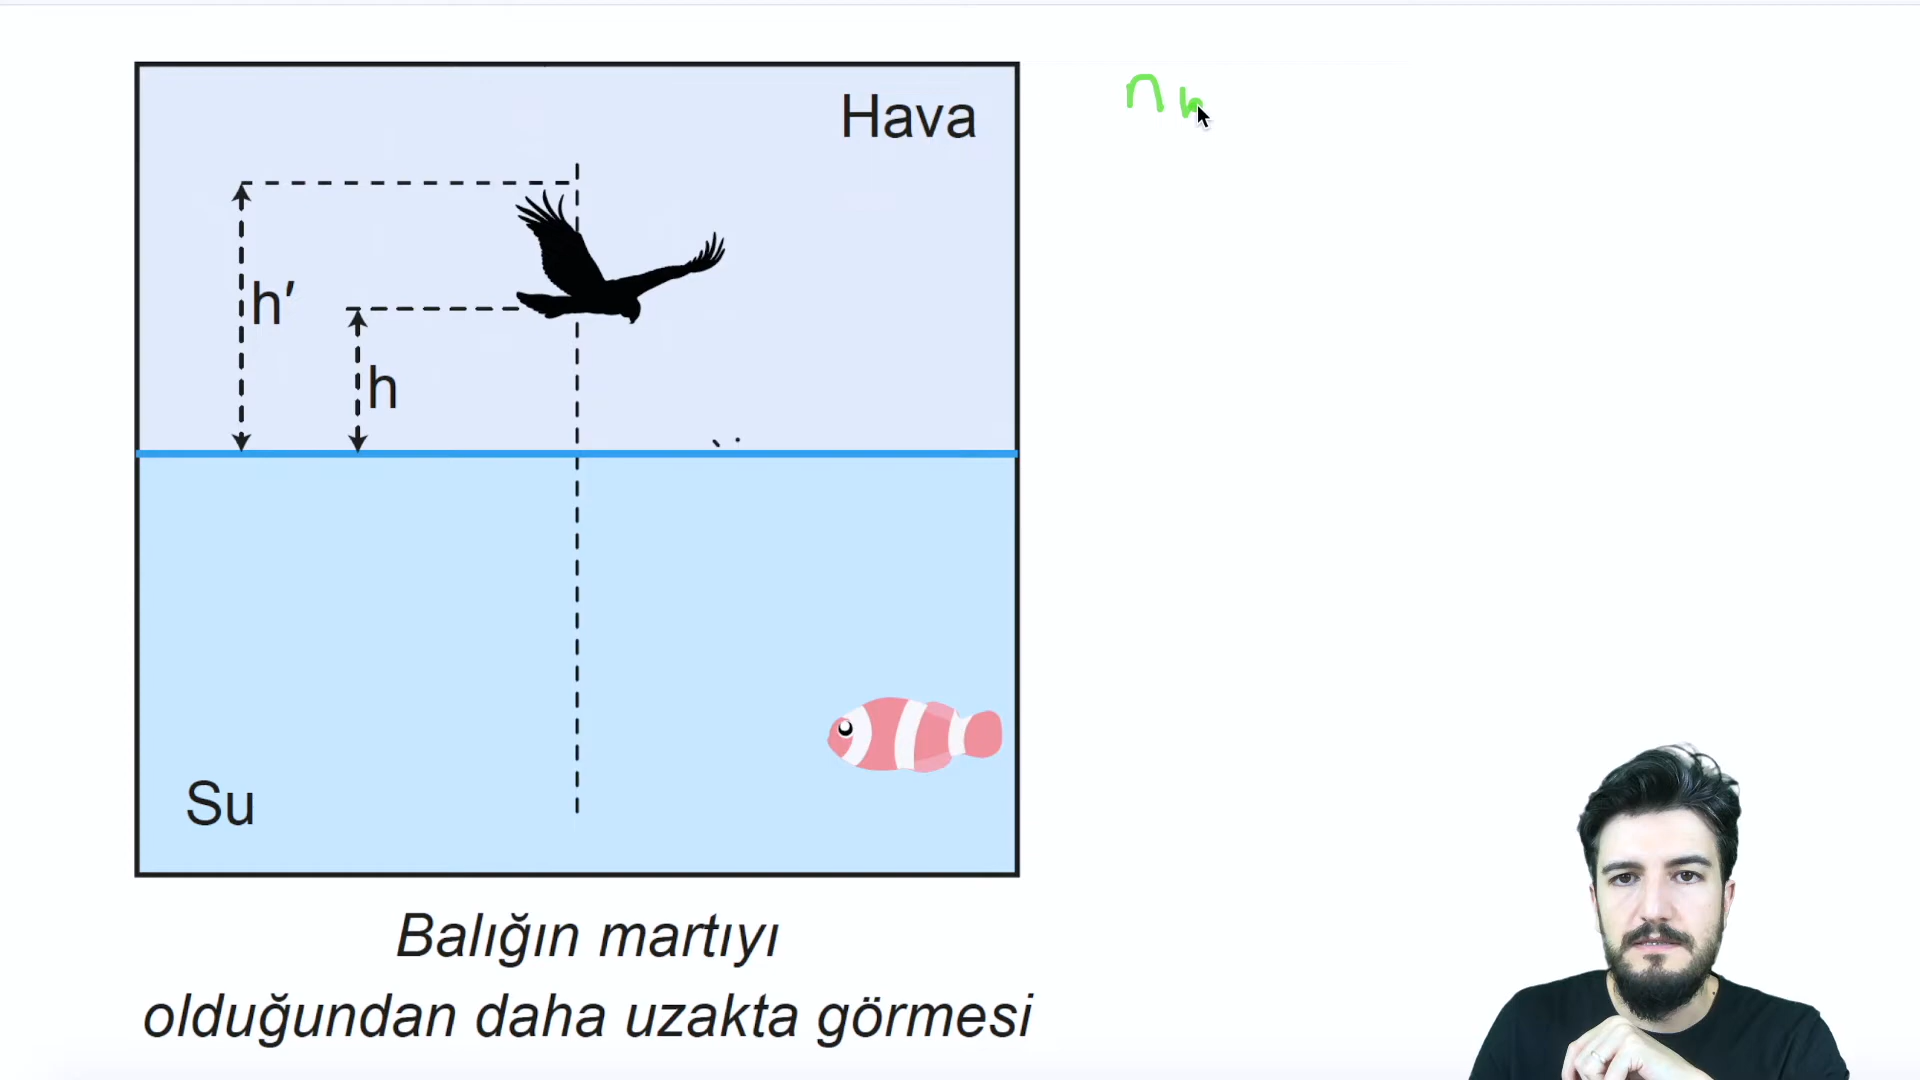 Hava
n h
h′
h
Su
Balığın martıyı
olduğundan daha uzakta görmesi